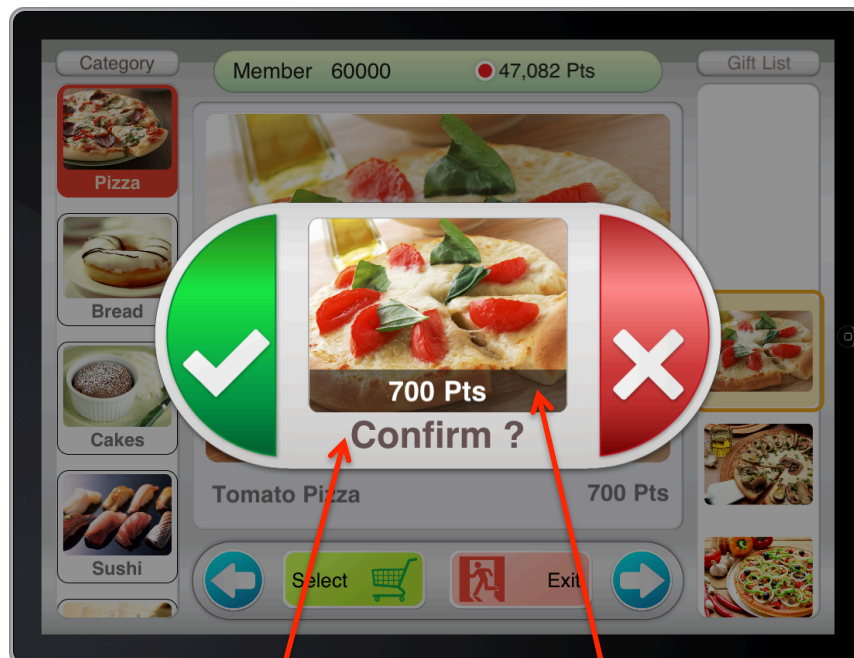 Category
Member 60000
47,082 Pts
Gift List
Pizza
Bread
Cakes
Sushi
700 Pts
Confirm ?
Tomato Pizza
700 Pts
Select
Exit